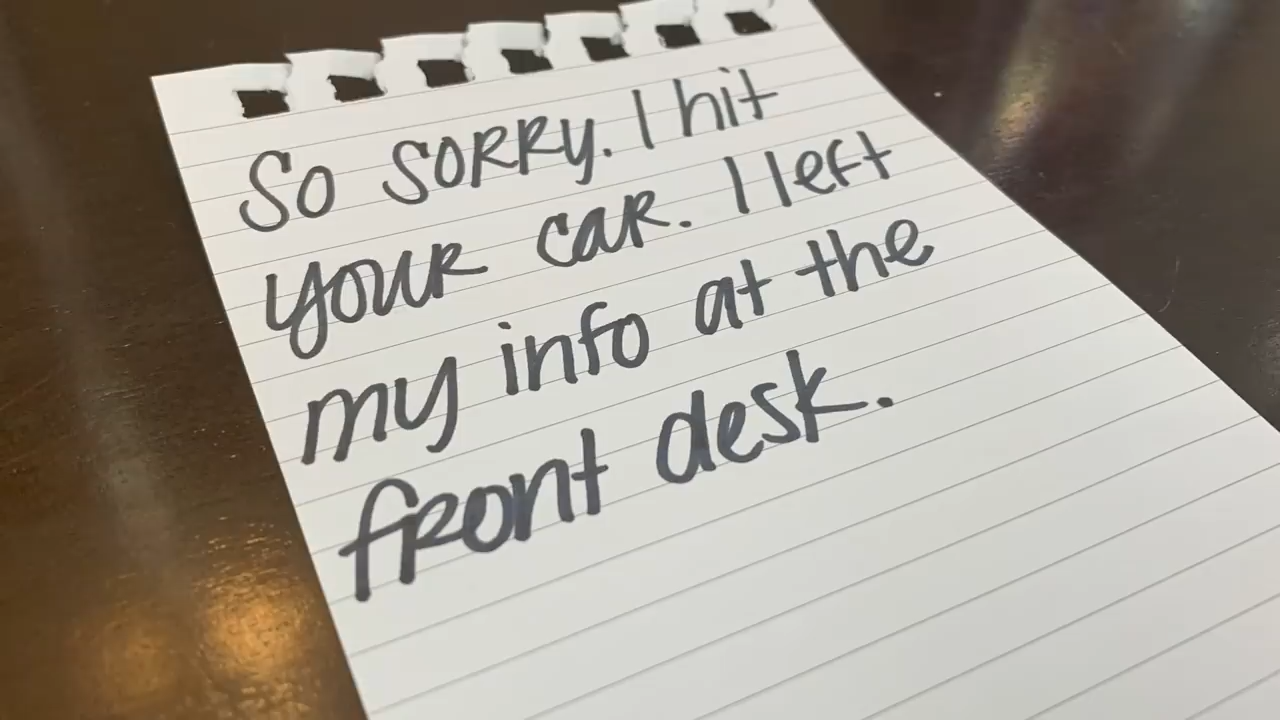 So SORRY. I hit
your car. I left
my info at the
front desk.